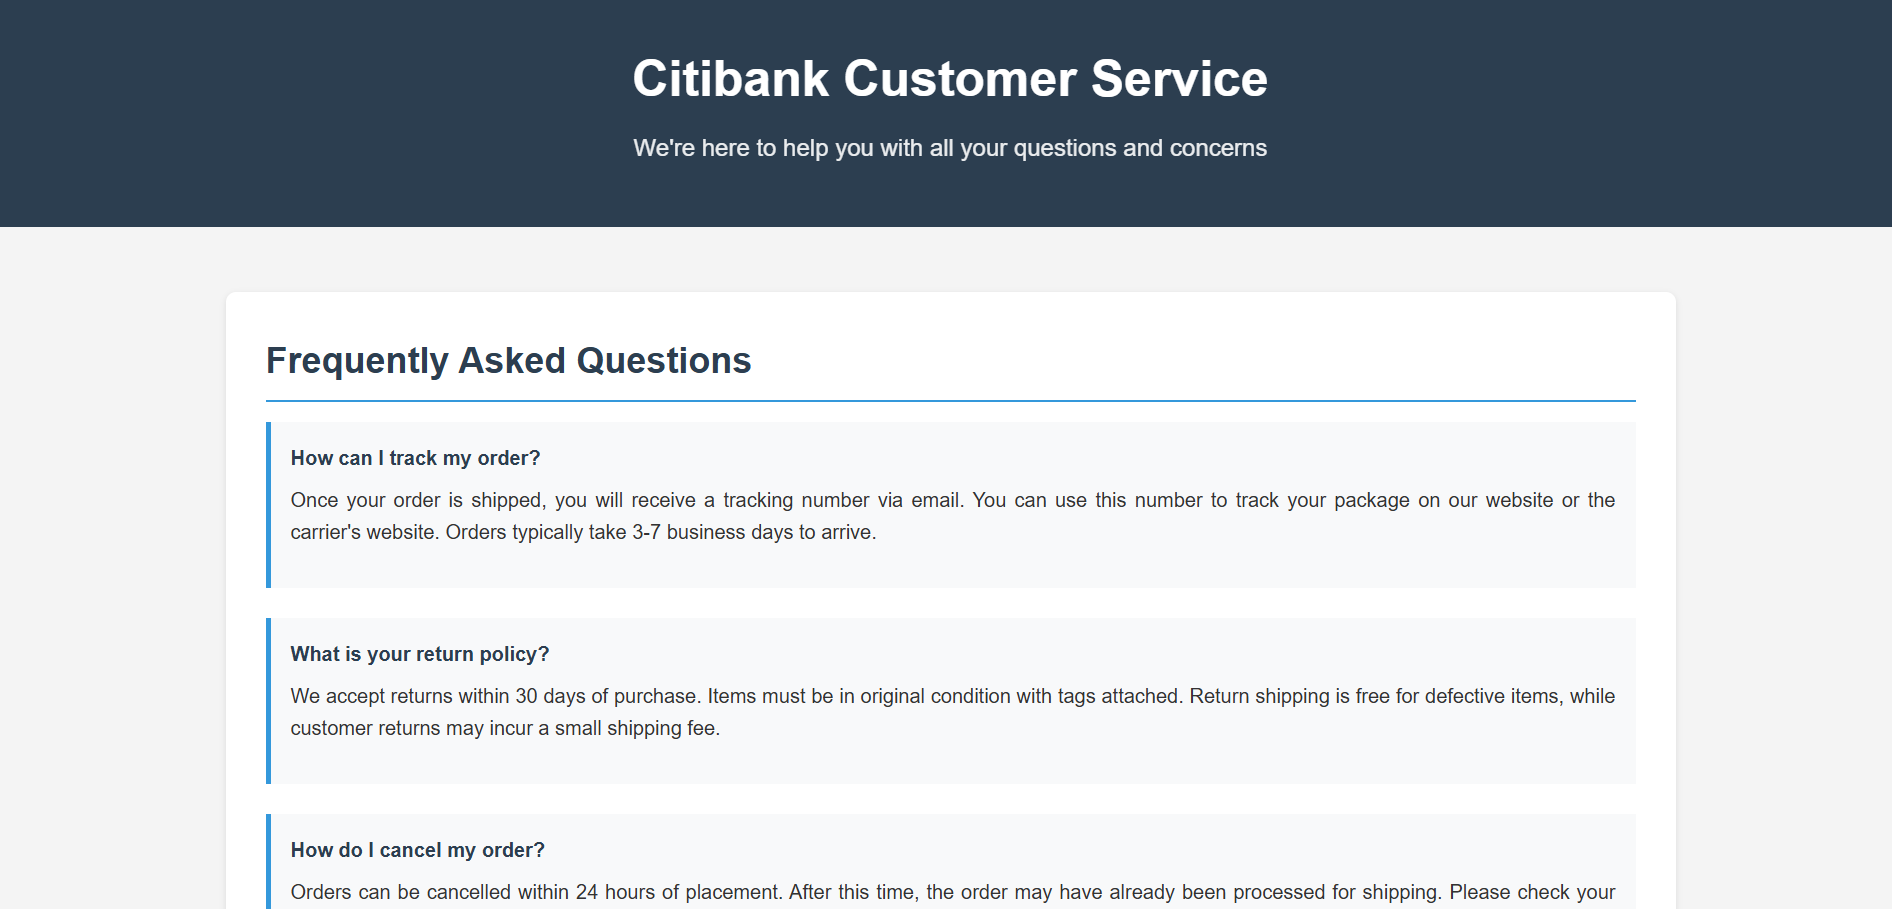 Citibank Customer Service
We're here to help you with all your questions and concerns
Frequently Asked Questions
How can I track my order?
Once your order is shipped, you will receive a tracking number via email. You can use this number to track your package on our website or the
carrier's website. Orders typically take 3-7 business days to arrive.
What is your return policy?
We accept returns within 30 days of purchase. Items must be in original condition with tags attached. Return shipping is free for defective items, while
customer returns may incur a small shipping fee.
How do I cancel my order?
Orders can be cancelled within 24 hours of placement. After this time, the order may have already been processed for shipping. Please check your